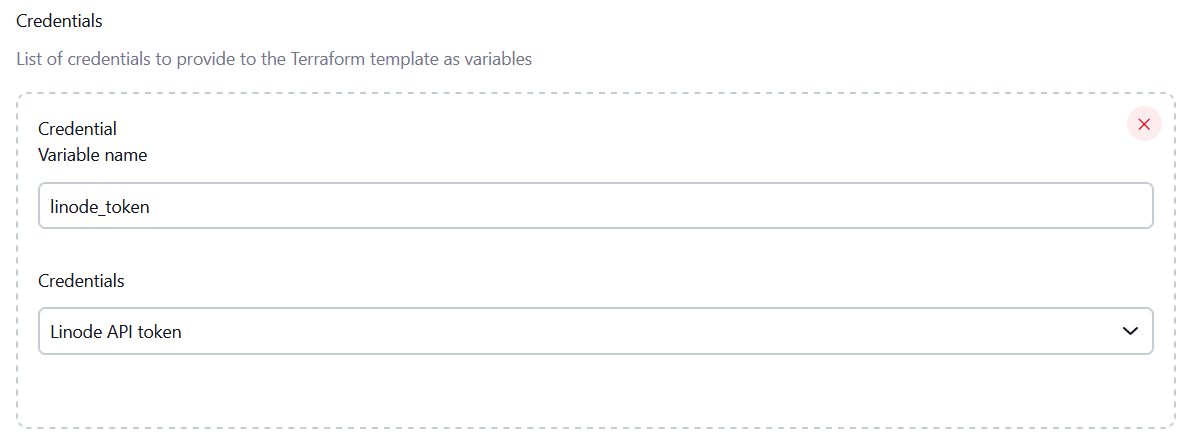 Credentials
List of credentials to provide to the Terraform template as variables
Credential
Variable name
linode_token
Credentials
Linode API token